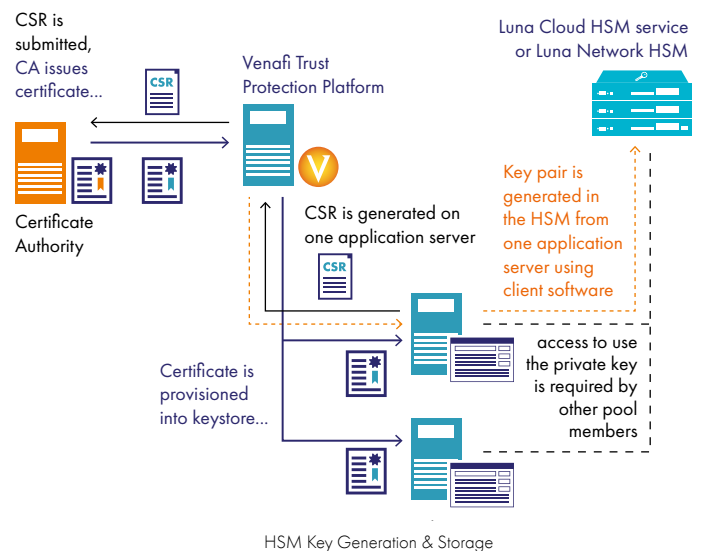 CSR is
submitted,
CA issues
certificate...
CSR
Venafi Trust
Protection Platform
Luna Cloud HSM service
or Luna Network HSM
V
Certificate
Authority
CSR is generated on
one application server
CSR
Key pair is
generated in
the HSM from
one application
server using
client software
access to use
the private key
is required by
other pool
members
Certificate is
provisioned
into keystore...
HSM Key Generation & Storage